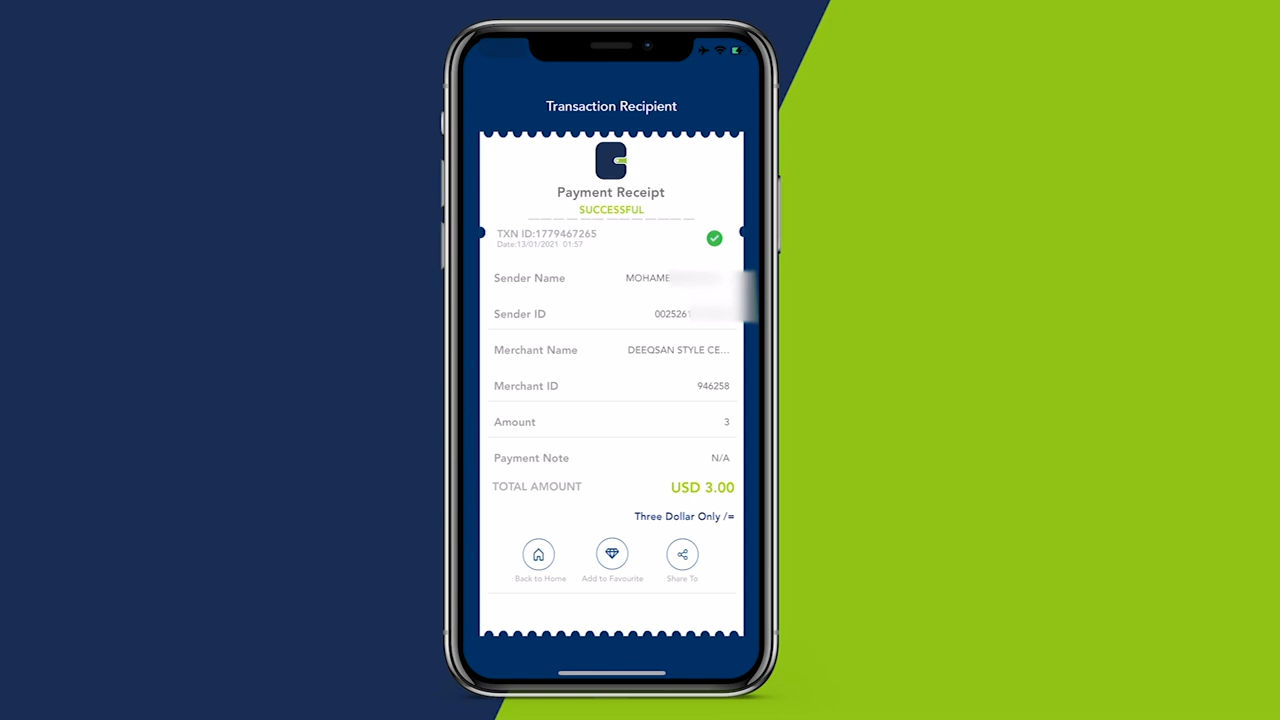 Transaction Recipient
Payment Receipt
SUCCESSFUL
TXN ID:1779467265
Date:13/01/2021 01:57
Sender Name MOHAME
Sender ID 002526
Merchant Name DEEQSAN STYLE CE...
Merchant ID 946258
Amount 3
Payment Note N/A
TOTAL AMOUNT USD 3.00
Three Dollar Only /=
Back to Home Add to Favourite Share To